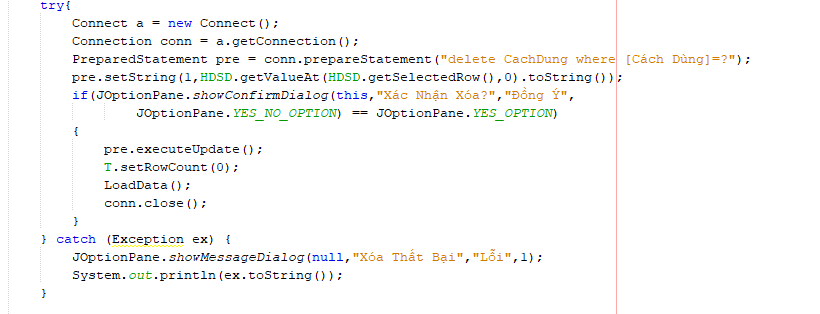 try{
Connect a = new Connect();
Connection conn = a.getConnection();
PreparedStatement pre = conn.prepareStatement("delete CachDung where [Cách Dùng]=?");
pre.setString(1,HDSD.getValueAt(HDSD.getSelectedRow(),0).toString());
if(JOptionPane.showConfirmDialog(this,"Xác Nhận Xóa?","Đồng Ý",
JOptionPane.YES_NO_OPTION) == JOptionPane.YES_OPTION)
{
pre.executeUpdate();
T.setRowCount(0);
LoadData();
conn.close();
}
} catch (Exception ex) {
JOptionPane.showMessageDialog(null,"Xóa Thất Bại","Lỗi",1);
System.out.println(ex.toString());
}